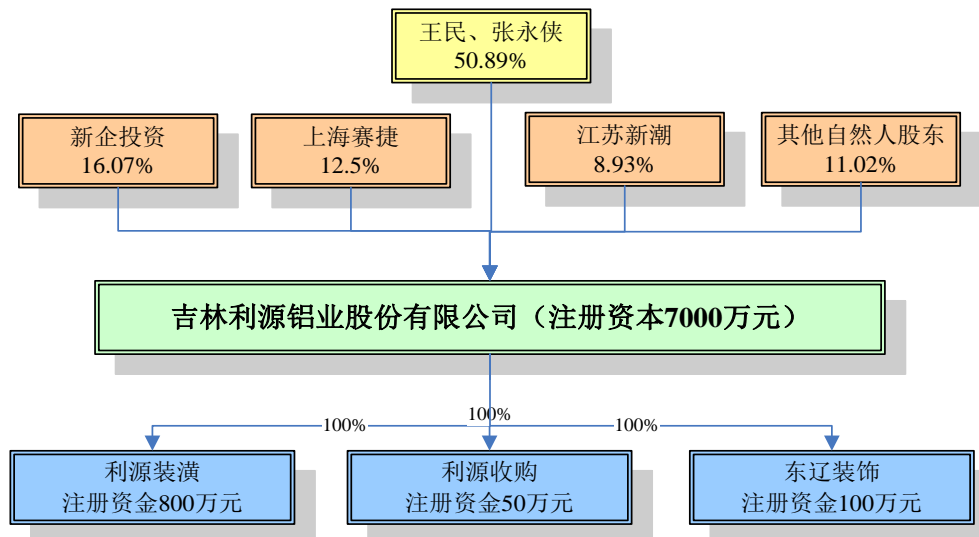 王民、张永侠
50.89%
新企投资
16.07%
上海赛捷
12.5%
江苏新潮
8.93%
其他自然人股东
11.02%
吉林利源铝业股份有限公司（注册资本7000万元）
100%
100%
100%
利源装潢
注册资金800万元
利源收购
注册资金50万元
东辽装饰
注册资金100万元